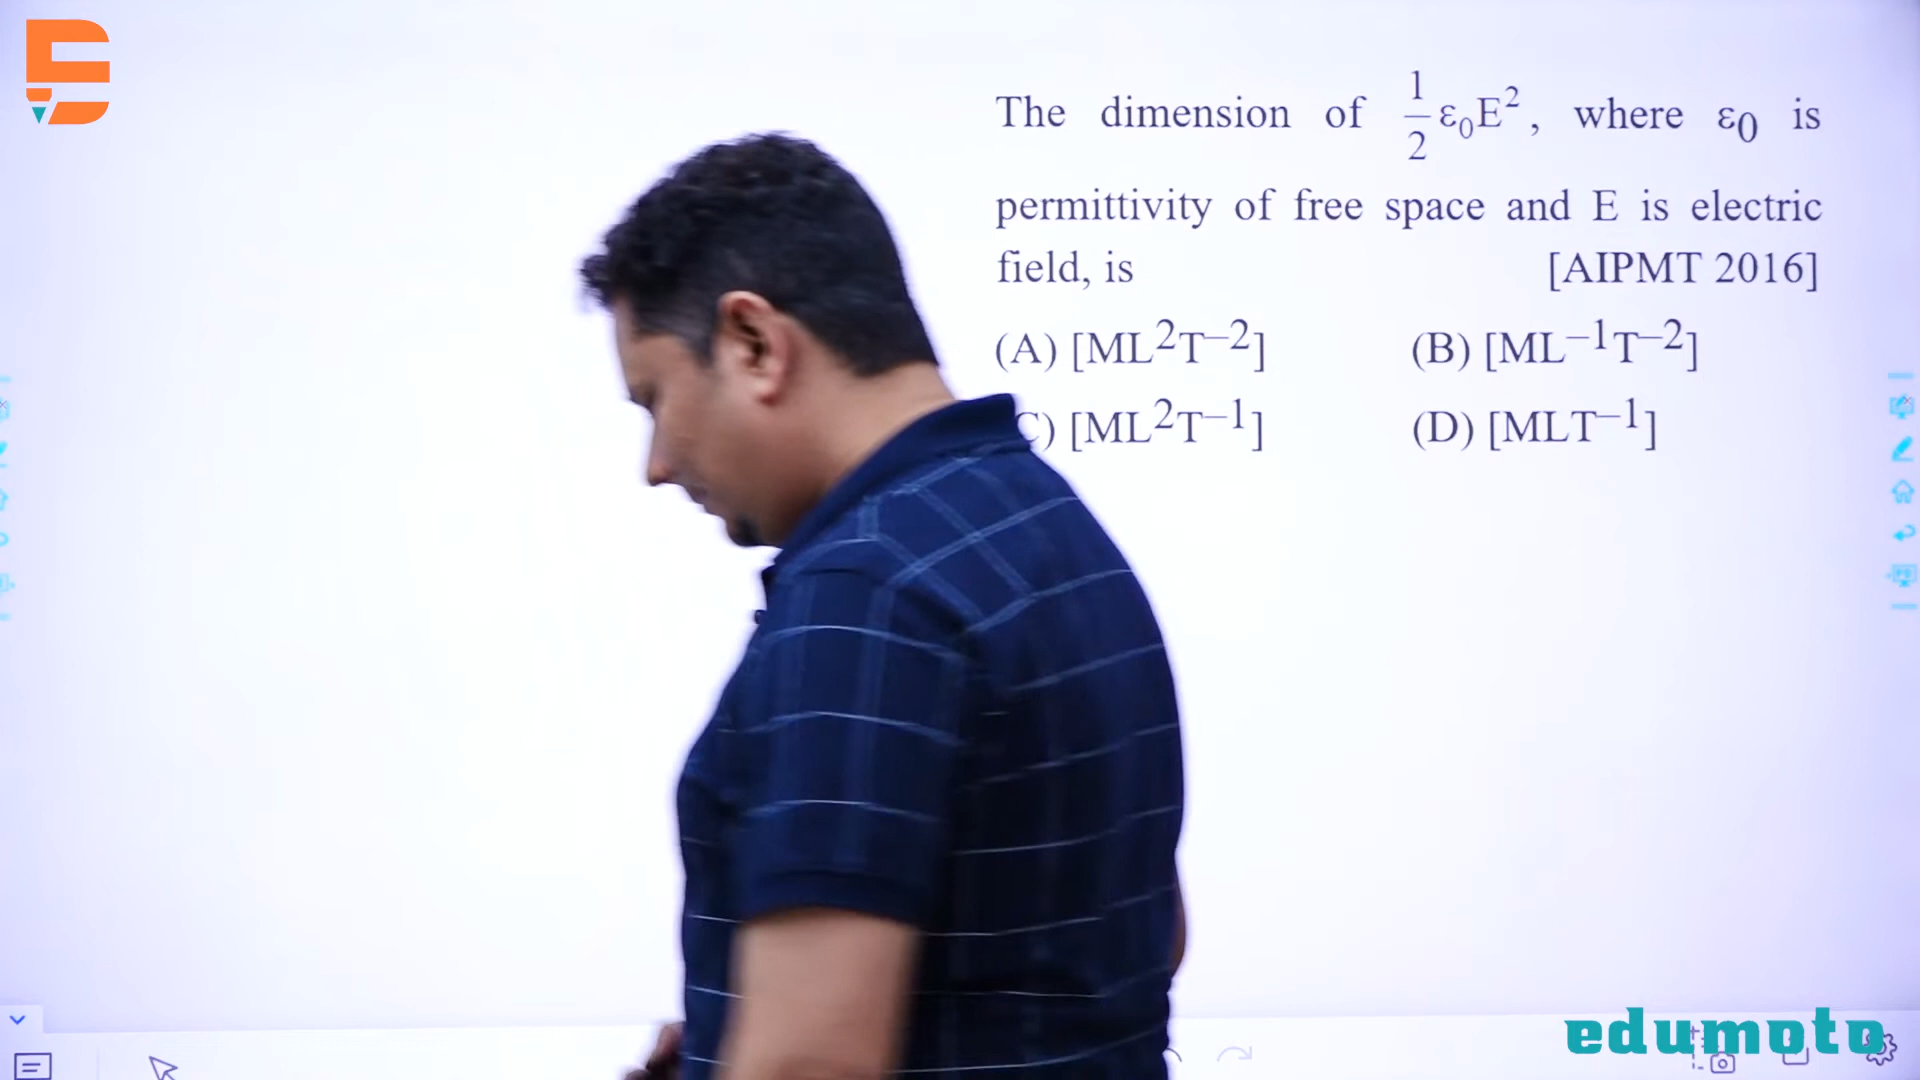 The dimension of \frac{1}{2}ε₀E², where ε₀ is
permittivity of free space and E is electric
field, is [AIPMT 2016]
(A) [ML²T⁻²] (B) [ML⁻¹T⁻²]
C) [ML²T⁻¹] (D) [MLT⁻¹]
edumoto